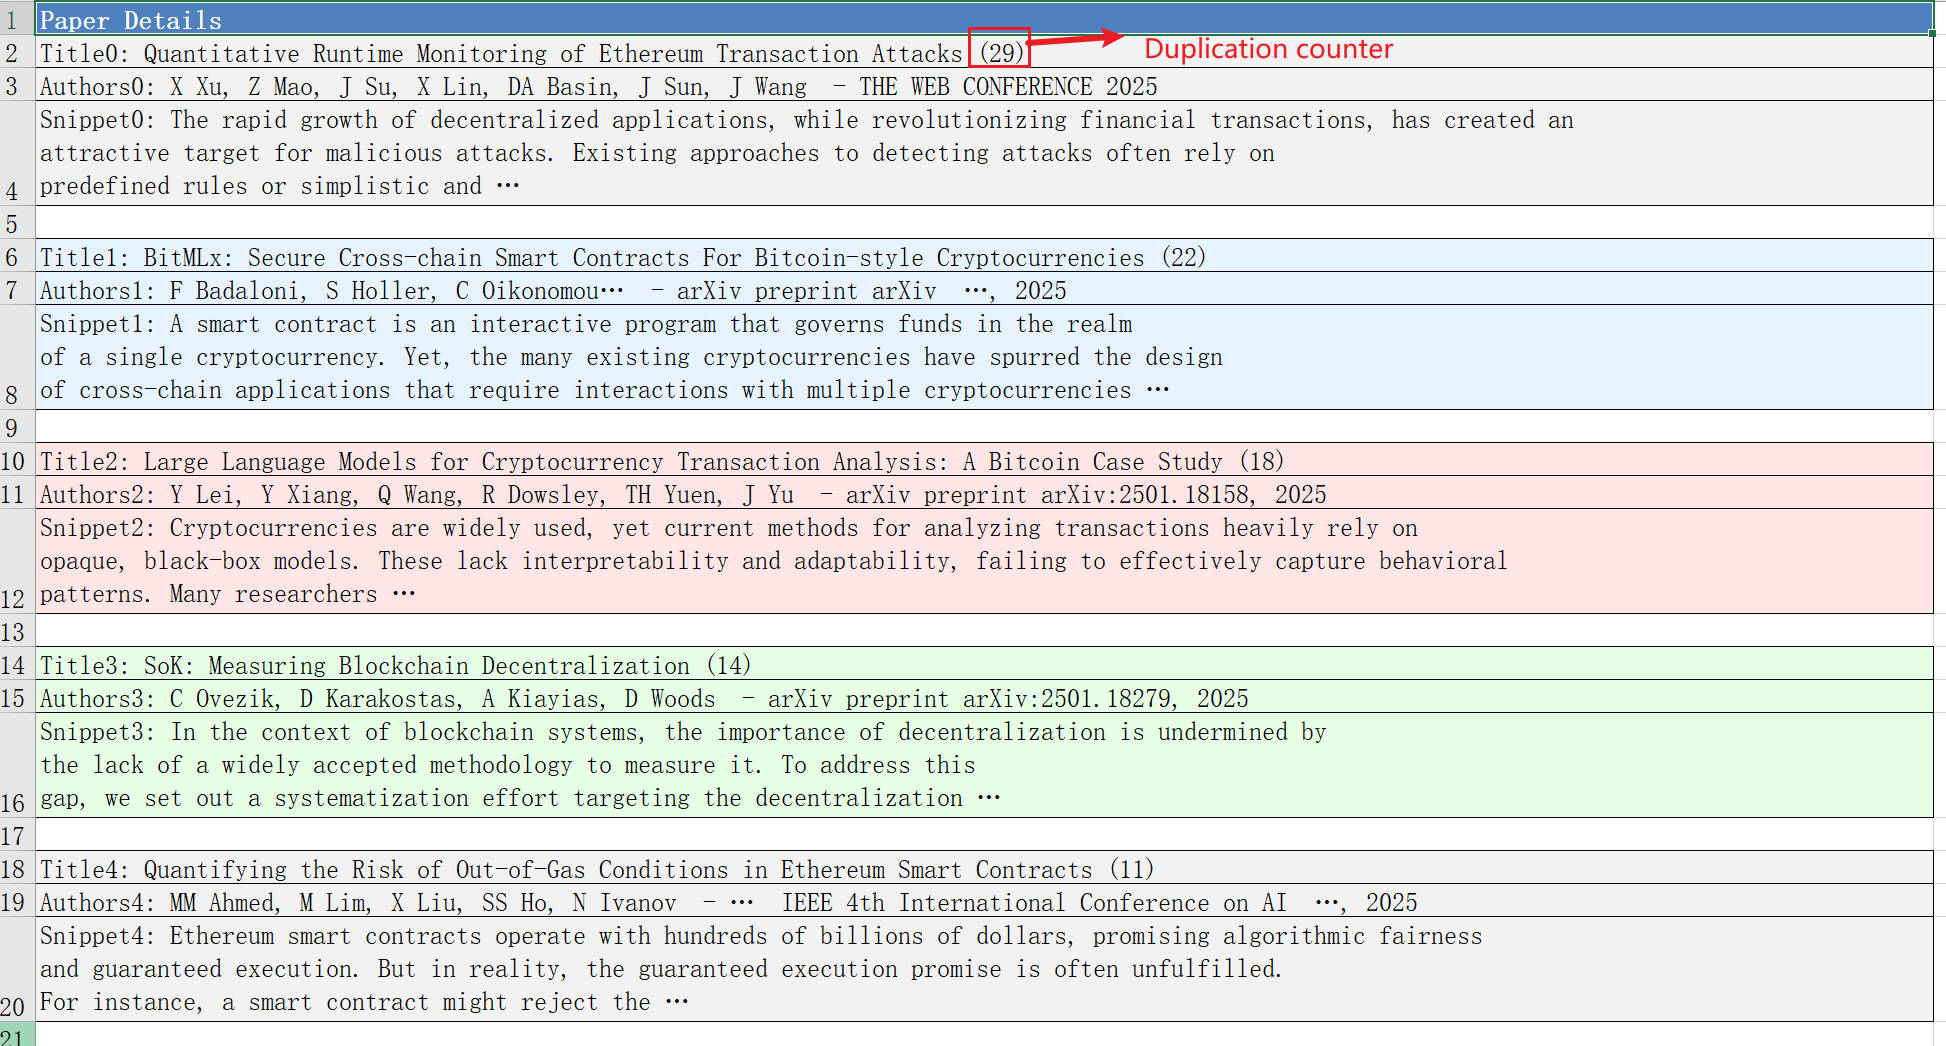 1 Paper Details
2 Title0: Quantitative Runtime Monitoring of Ethereum Transaction Attacks (29) Duplication counter
3 Authors0: X Xu, Z Mao, J Su, X Lin, DA Basin, J Sun, J Wang - THE WEB CONFERENCE 2025
Snippet0: The rapid growth of decentralized applications, while revolutionizing financial transactions, has created an
attractive target for malicious attacks. Existing approaches to detecting attacks often rely on
4 predefined rules or simplistic and …
5
6 Title1: BitMLx: Secure Cross-chain Smart Contracts For Bitcoin-style Cryptocurrencies (22)
7 Authors1: F Badaloni, S Holler, C Oikonomou… - arXiv preprint arXiv …, 2025
Snippet1: A smart contract is an interactive program that governs funds in the realm
of a single cryptocurrency. Yet, the many existing cryptocurrencies have spurred the design
8 of cross-chain applications that require interactions with multiple cryptocurrencies …
9
10 Title2: Large Language Models for Cryptocurrency Transaction Analysis: A Bitcoin Case Study (18)
11 Authors2: Y Lei, Y Xiang, Q Wang, R Dowsley, TH Yuen, J Yu - arXiv preprint arXiv:2501.18158, 2025
Snippet2: Cryptocurrencies are widely used, yet current methods for analyzing transactions heavily rely on
opaque, black-box models. These lack interpretability and adaptability, failing to effectively capture behavioral
12 patterns. Many researchers …
13
14 Title3: SoK: Measuring Blockchain Decentralization (14)
15 Authors3: C Ovezik, D Karakostas, A Kiayias, D Woods - arXiv preprint arXiv:2501.18279, 2025
Snippet3: In the context of blockchain systems, the importance of decentralization is undermined by
the lack of a widely accepted methodology to measure it. To address this
16 gap, we set out a systematization effort targeting the decentralization …
17
18 Title4: Quantifying the Risk of Out-of-Gas Conditions in Ethereum Smart Contracts (11)
19 Authors4: MM Ahmed, M Lim, X Liu, SS Ho, N Ivanov - … IEEE 4th International Conference on AI …, 2025
Snippet4: Ethereum smart contracts operate with hundreds of billions of dollars, promising algorithmic fairness
and guaranteed execution. But in reality, the guaranteed execution promise is often unfulfilled.
20 For instance, a smart contract might reject the …
21